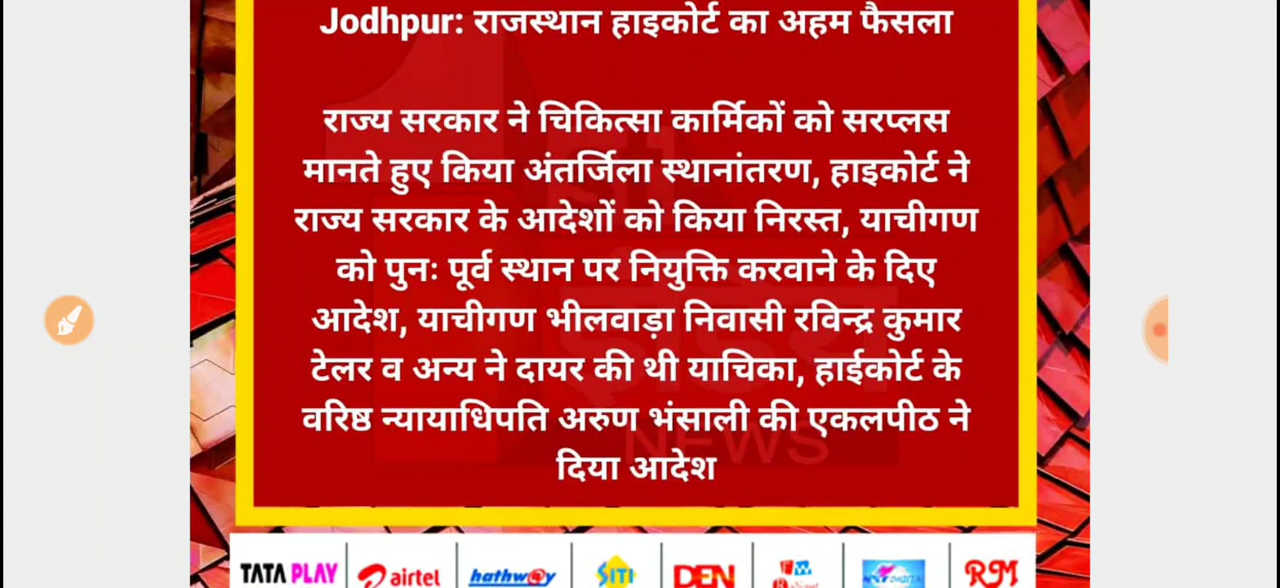 Jodhpur: राजस्थान हाइकोर्ट का अहम फैसला
राज्य सरकार ने चिकित्सा कार्मिकों को सरप्लस
मानते हुए किया अंतर्जिला स्थानांतरण, हाइकोर्ट ने
राज्य सरकार के आदेशों को किया निरस्त, याचीगण
को पुनः पूर्व स्थान पर नियुक्ति करवाने के दिए
आदेश, याचीगण भीलवाड़ा निवासी रविन्द्र कुमार
टेलर व अन्य ने दायर की थी याचिका, हाईकोर्ट के
वरिष्ठ न्यायाधिपति अरुण भंसाली की एकलपीठ ने
दिया आदेश
NEWS
TATA PLAY airtel hathway SITI DEN RM